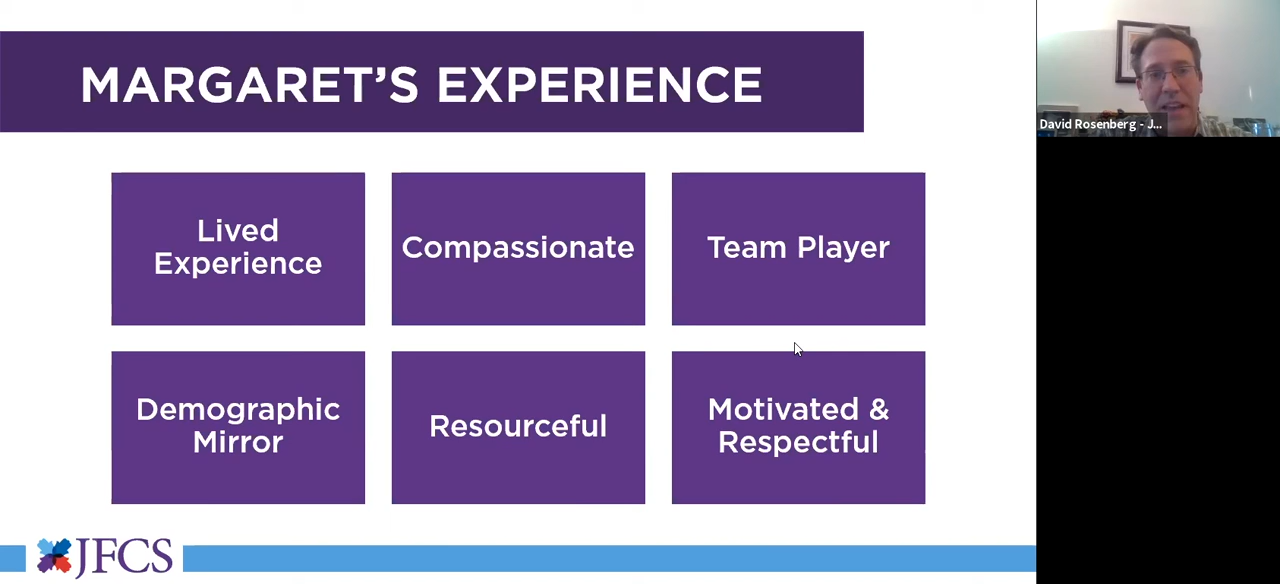 MARGARET’S EXPERIENCE
Lived
Experience
Compassionate
Team Player
Demographic
Mirror
Resourceful
Motivated &
Respectful
JFCS
David Rosenberg - J...